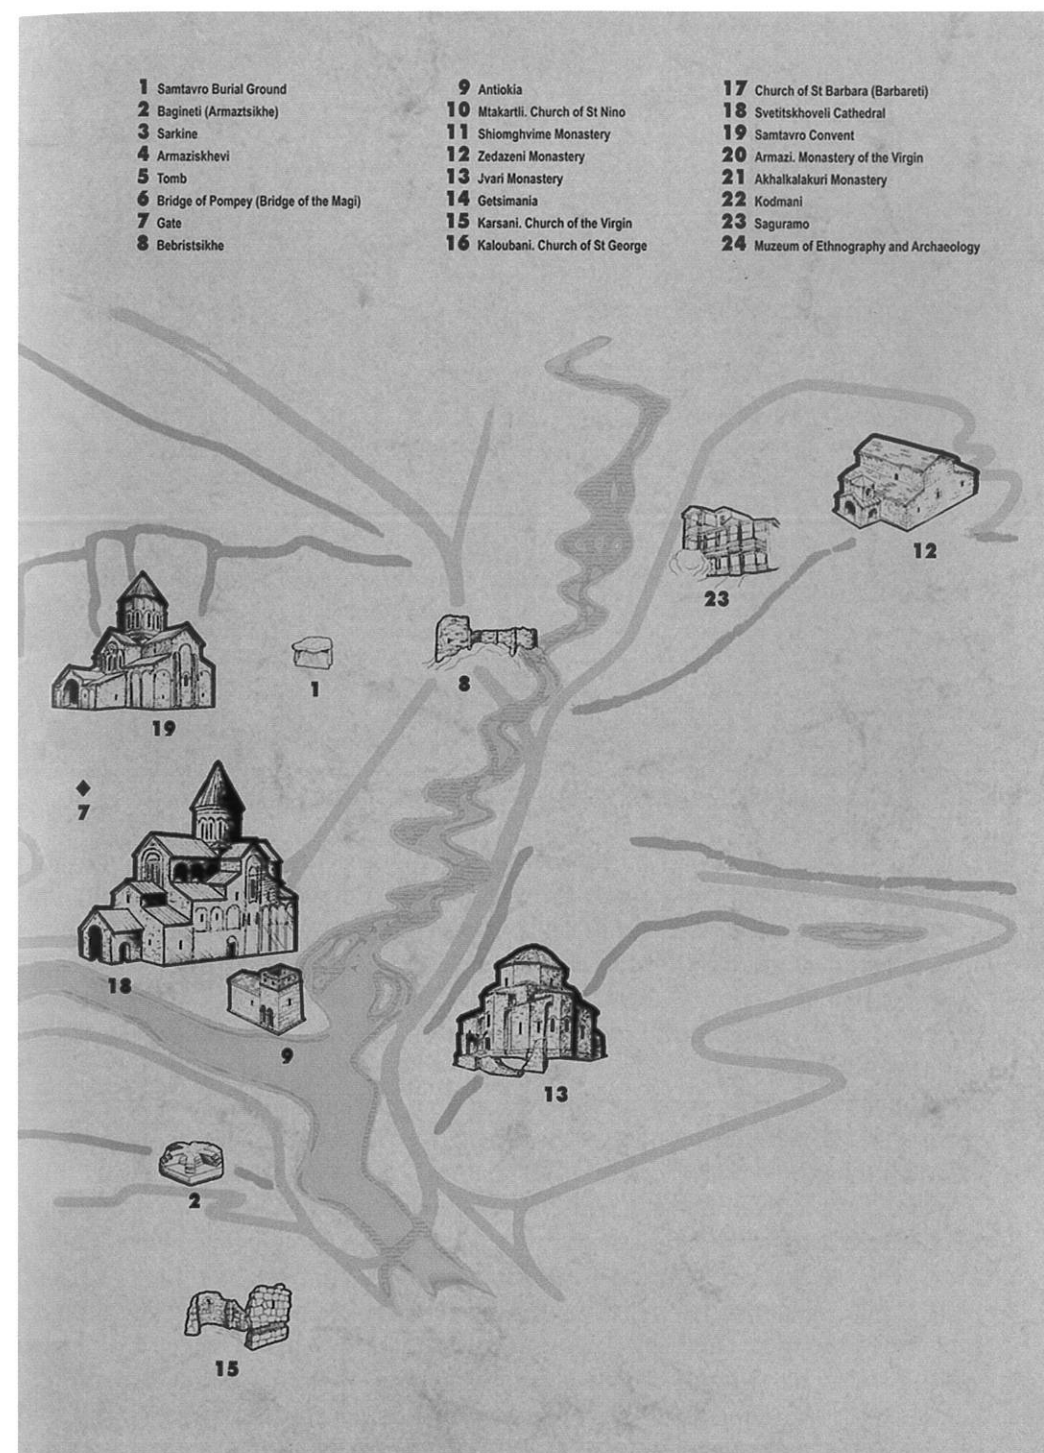 1 Samtavro Burial Ground
2 Bagineti (Armaztsikhe)
3 Sarkine
4 Armaziskhevi
5 Tomb
6 Bridge of Pompey (Bridge of the Magi)
7 Gate
8 Bebristsikhe
9 Antiokia
10 Mtakartli. Church of St Nino
11 Shiomghvime Monastery
12 Zedazeni Monastery
13 Jvari Monastery
14 Getsimania
15 Karsani. Church of the Virgin
16 Kaloubani. Church of St George
17 Church of St Barbara (Barbareti)
18 Svetitskhoveli Cathedral
19 Samtavro Convent
20 Armazi. Monastery of the Virgin
21 Akhalkalakuri Monastery
22 Kodmani
23 Saguramo
24 Muzeum of Ethnography and Archaeology
12
23
1
8
19
7
18
9
13
2
15